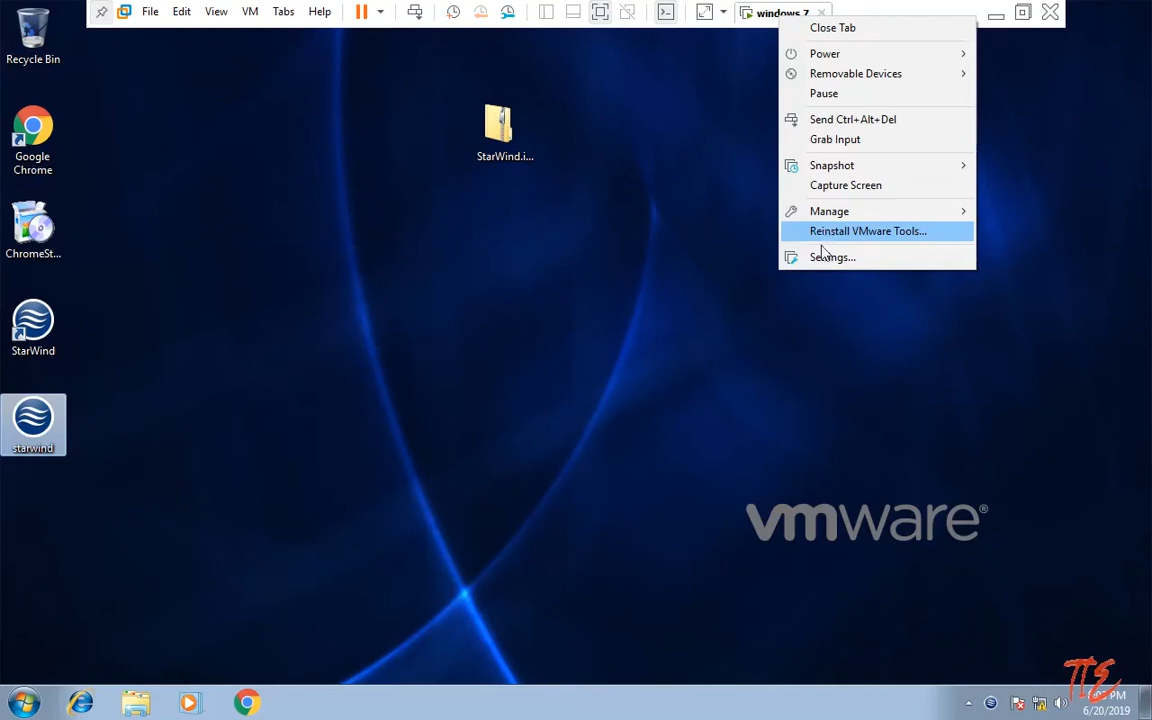 File Edit View VM Tabs Help windows 7
Close Tab
Power
Removable Devices
Pause
Send Ctrl+Alt+Del
Grab Input
Snapshot
Capture Screen
Manage
Reinstall VMware Tools...
Settings...
Recycle Bin
Google
Chrome
ChromeSt...
StarWind
starwind
StarWind.i...
vmware®
PM
6/20/2019